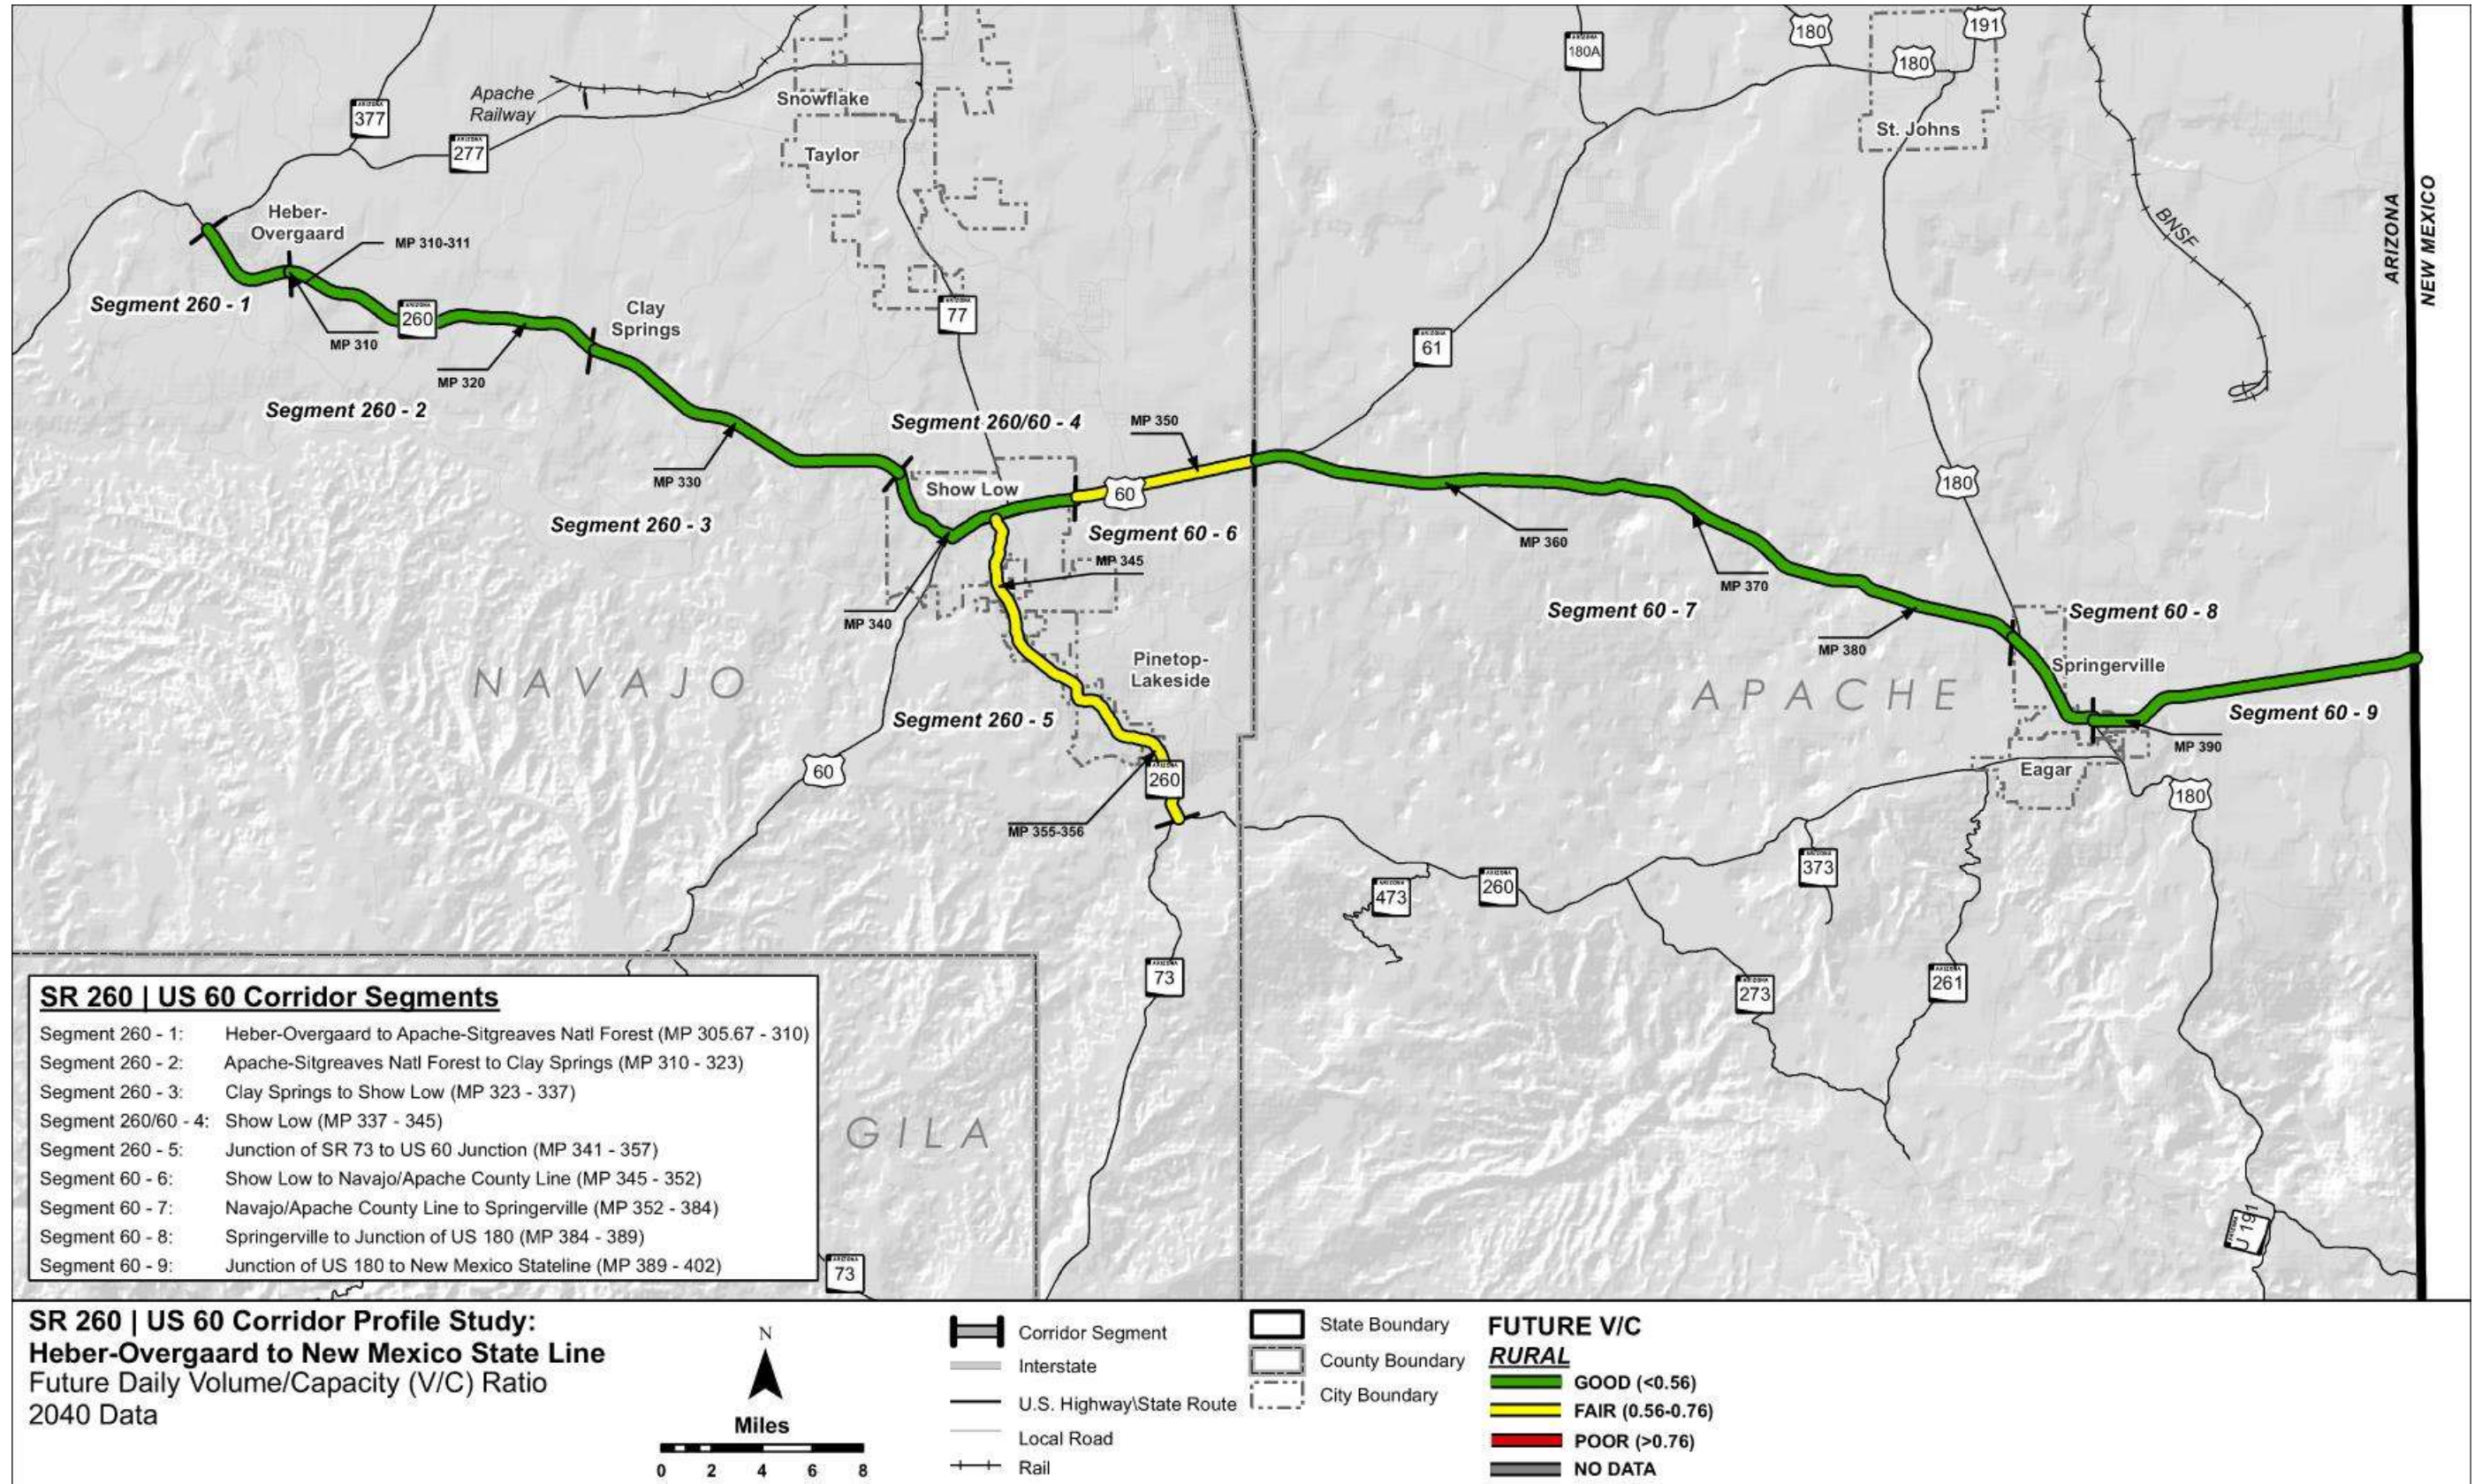 180A
180
191
180
St. Johns
377
277
Apache
Railway
Snowflake
Taylor
Heber-
Overgaard
MP 310-311
Segment 260 - 1
MP 310
260
Clay
Springs
MP 320
Segment 260 - 2
77
61
BNSF
ARIZONA
NEW MEXICO
Segment 260/60 - 4
MP 350
MP 330
Show Low
60
Segment 260 - 3
Segment 60 - 6
MP 345
MP 340
180
MP 360
MP 370
Segment 60 - 7
Segment 60 - 8
MP 380
Springerville
NAVAJO
Pinetop-
Lakeside
APACHE
Segment 260 - 5
Segment 60 - 9
MP 390
60
260
Eagar
180
MP 355-356
473
260
373
73
273
261
GILA
U 191
73
SR 260 | US 60 Corridor Segments
Segment 260 - 1: Heber-Overgaard to Apache-Sitgreaves Natl Forest (MP 305.67 - 310)
Segment 260 - 2: Apache-Sitgreaves Natl Forest to Clay Springs (MP 310 - 323)
Segment 260 - 3: Clay Springs to Show Low (MP 323 - 337)
Segment 260/60 - 4: Show Low (MP 337 - 345)
Segment 260 - 5: Junction of SR 73 to US 60 Junction (MP 341 - 357)
Segment 60 - 6: Show Low to Navajo/Apache County Line (MP 345 - 352)
Segment 60 - 7: Navajo/Apache County Line to Springerville (MP 352 - 384)
Segment 60 - 8: Springerville to Junction of US 180 (MP 384 - 389)
Segment 60 - 9: Junction of US 180 to New Mexico Stateline (MP 389 - 402)
SR 260 | US 60 Corridor Profile Study:
Heber-Overgaard to New Mexico State Line
Future Daily Volume/Capacity (V/C) Ratio
2040 Data
N
Miles
0 2 4 6 8
Corridor Segment
Interstate
U.S. Highway\State Route
Local Road
Rail
State Boundary
County Boundary
City Boundary
FUTURE V/C
RURAL
GOOD (<0.56)
FAIR (0.56-0.76)
POOR (>0.76)
NO DATA